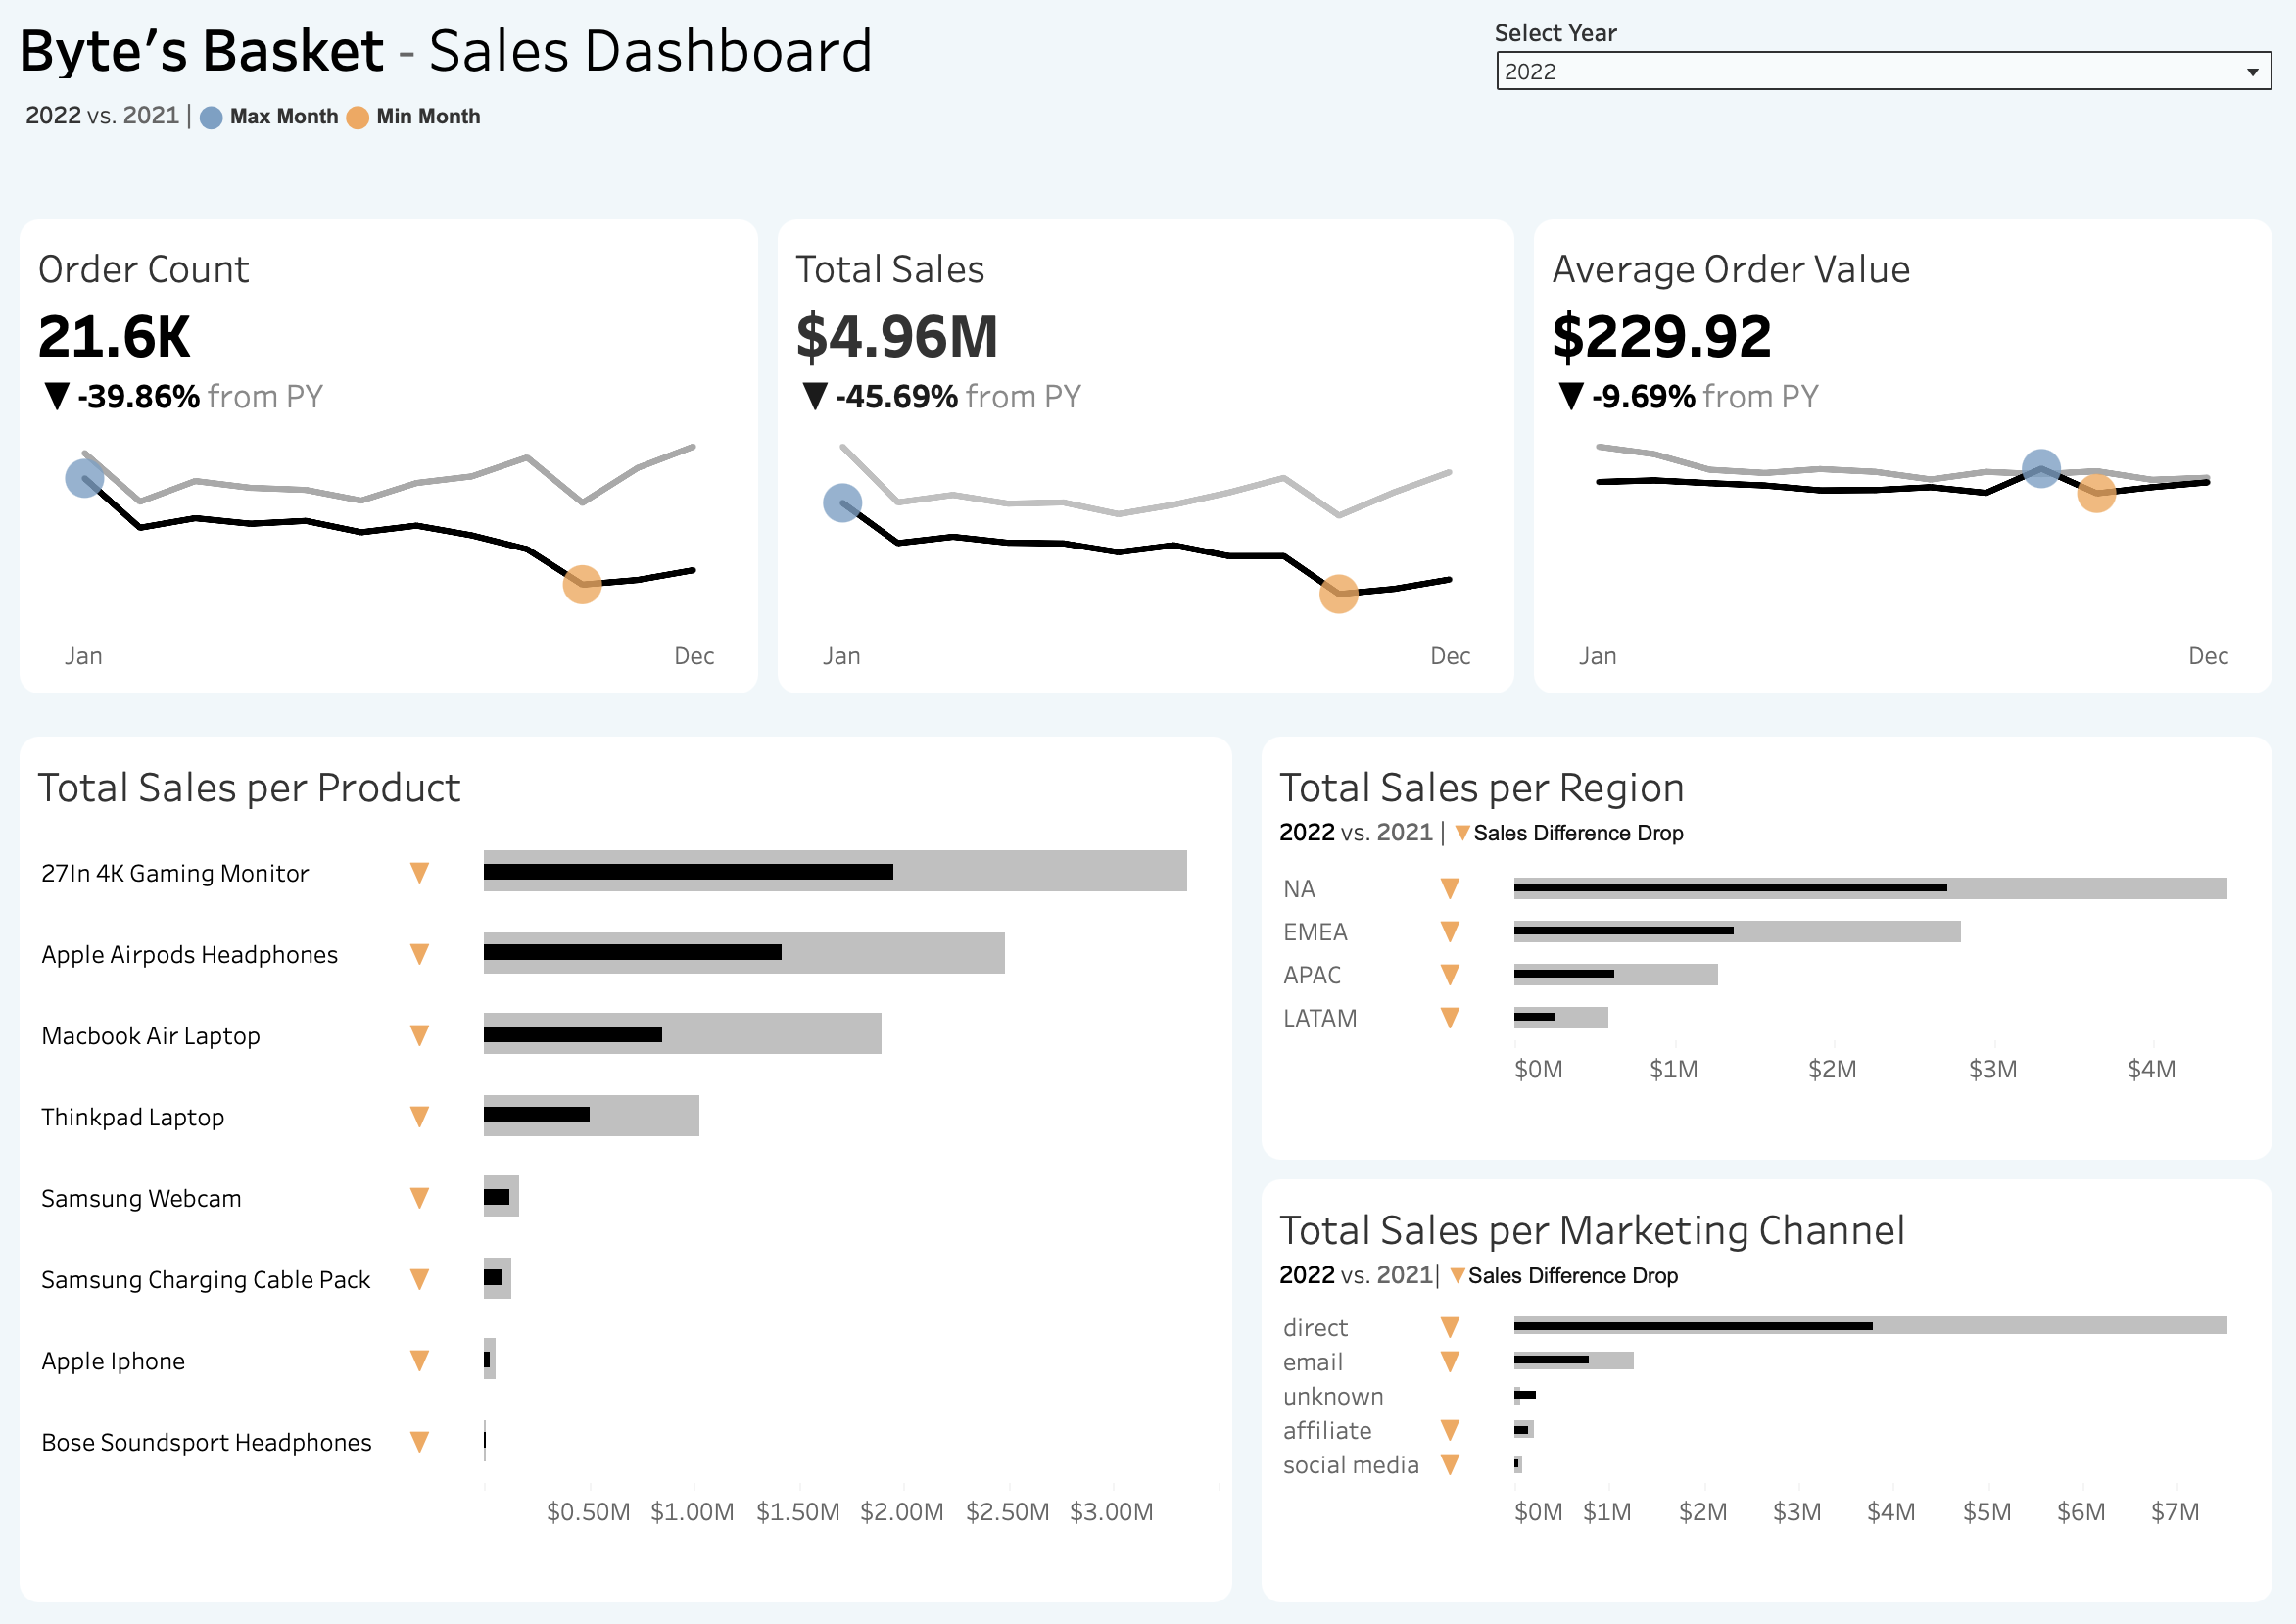 Byte's Basket - Sales Dashboard
Select Year
2022
2022 vs. 2021 | Max Month Min Month
Order Count
21.6K
▼ -39.86% from PY
Jan Dec
Total Sales
$4.96M
▼ -45.69% from PY
Jan Dec
Average Order Value
$229.92
▼ -9.69% from PY
Jan Dec
Total Sales per Product
27In 4K Gaming Monitor
Apple Airpods Headphones
Macbook Air Laptop
Thinkpad Laptop
Samsung Webcam
Samsung Charging Cable Pack
Apple Iphone
Bose Soundsport Headphones
$0.50M $1.00M $1.50M $2.00M $2.50M $3.00M
Total Sales per Region
2022 vs. 2021 | ▼Sales Difference Drop
NA
EMEA
APAC
LATAM
$0M $1M $2M $3M $4M
Total Sales per Marketing Channel
2022 vs. 2021| ▼Sales Difference Drop
direct
email
unknown
affiliate
social media
$0M $1M $2M $3M $4M $5M $6M $7M